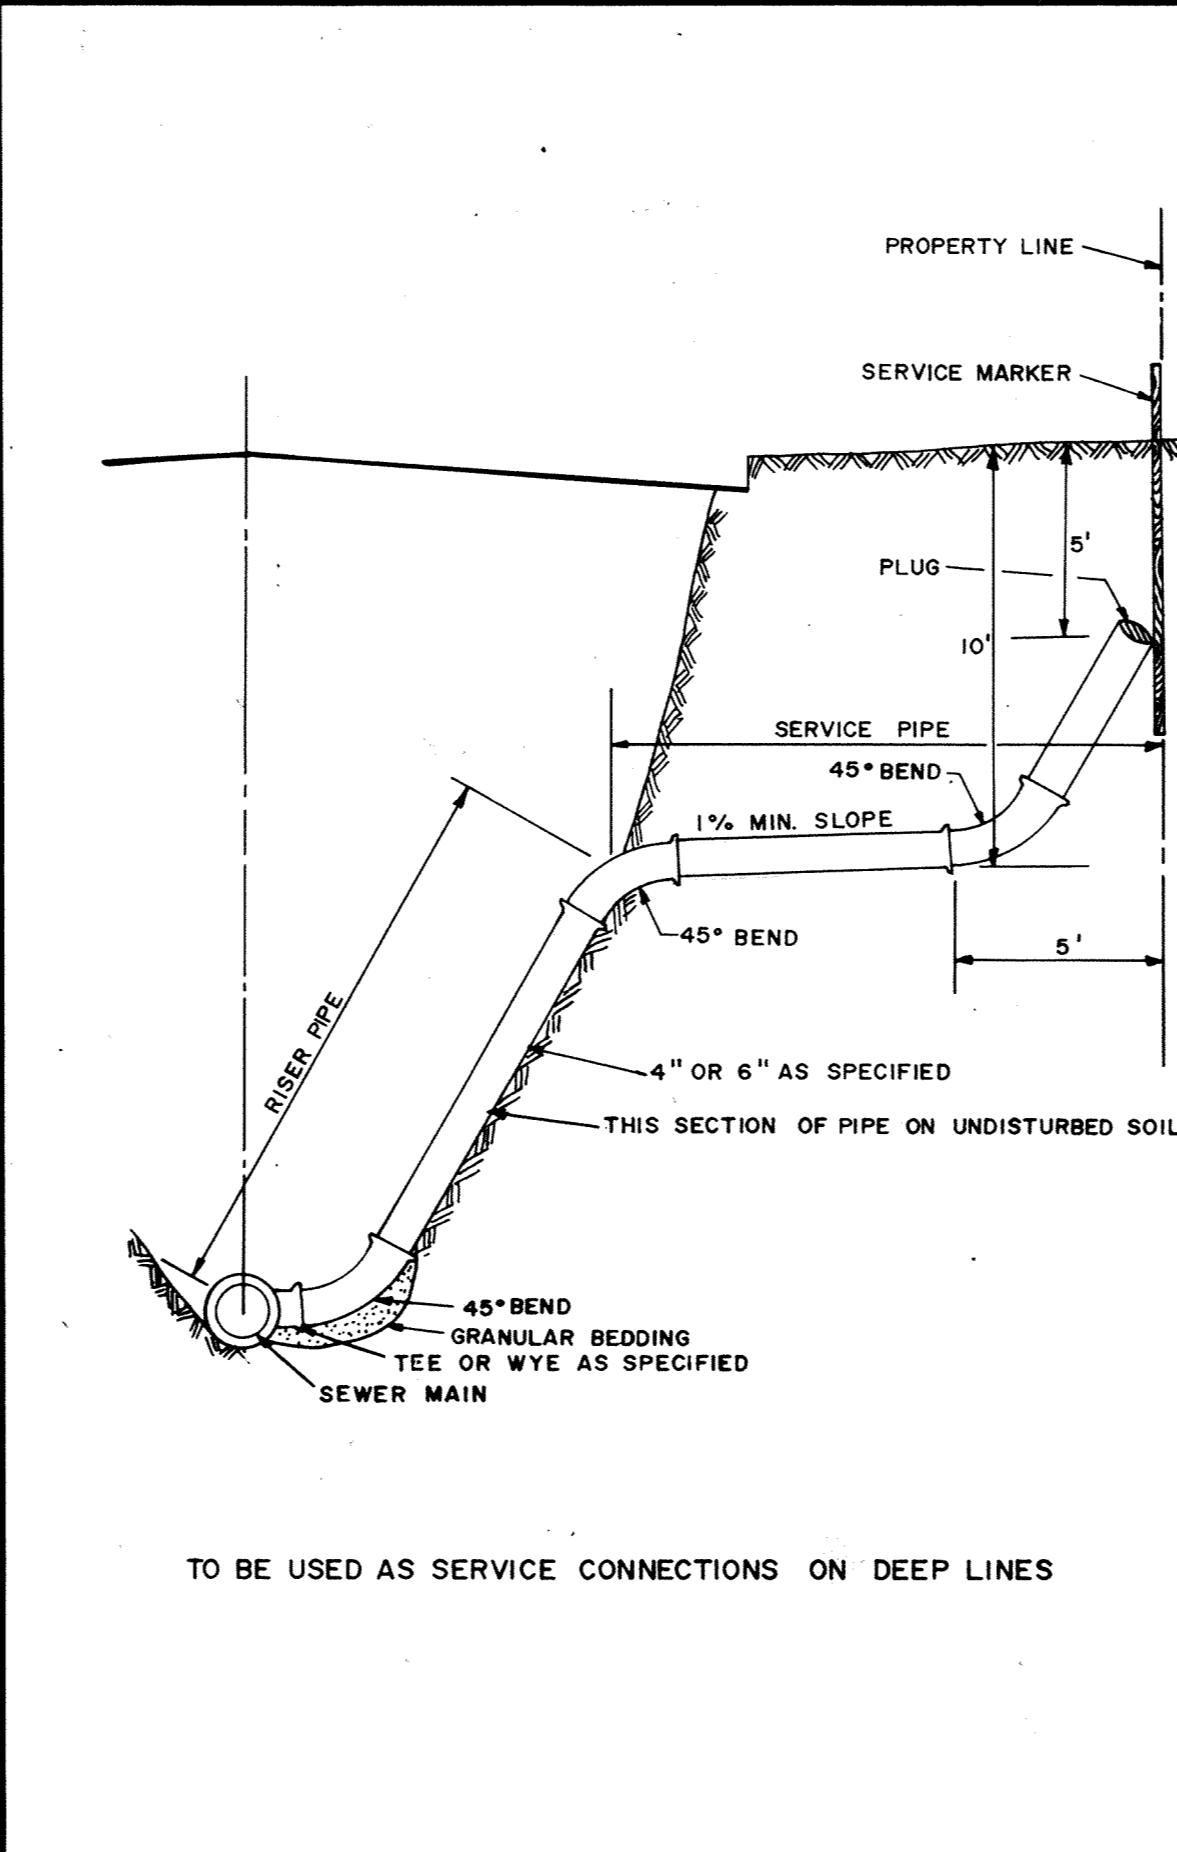 PROPERTY LINE
SERVICE MARKER
5'
PLUG
10'
SERVICE PIPE
45° BEND
1% MIN. SLOPE
45° BEND
5'
RISER PIPE
4" OR 6" AS SPECIFIED
THIS SECTION OF PIPE ON UNDISTURBED SOIL
45° BEND
GRANULAR BEDDING
TEE OR WYE AS SPECIFIED
SEWER MAIN
TO BE USED AS SERVICE CONNECTIONS ON DEEP LINES